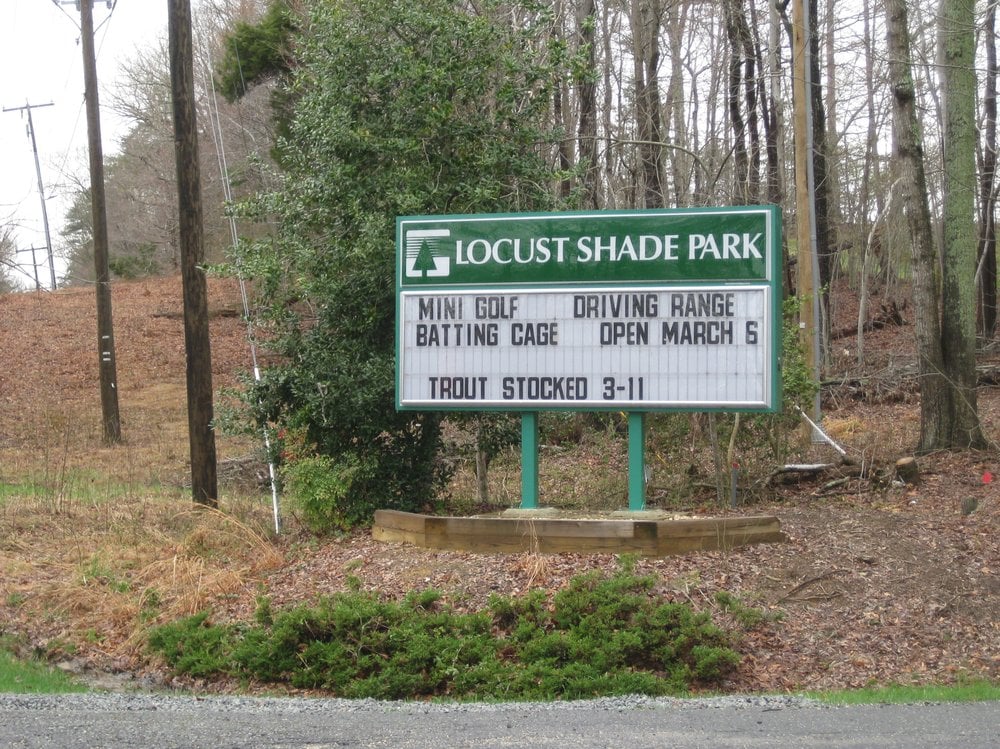 LOCUST SHADE PARK
MINI GOLF DRIVING RANGE
BATTING CAGE OPEN MARCH 6
TROUT STOCKED 3-11